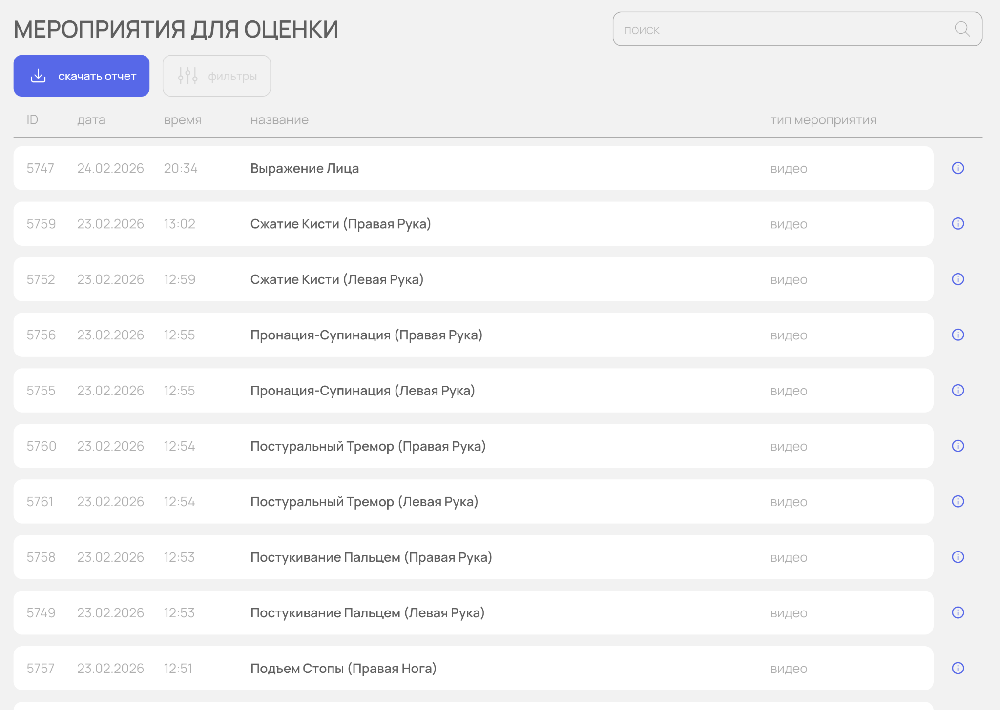 МЕРОПРИЯТИЯ ДЛЯ ОЦЕНКИ
поиск
скачать отчет
фильтры
ID дата время название тип мероприятия
5747 24.02.2026 20:34 Выражение Лица видео
5759 23.02.2026 13:02 Сжатие Кисти (Правая Рука) видео
5752 23.02.2026 12:59 Сжатие Кисти (Левая Рука) видео
5756 23.02.2026 12:55 Пронация-Супинация (Правая Рука) видео
5755 23.02.2026 12:55 Пронация-Супинация (Левая Рука) видео
5760 23.02.2026 12:54 Постуральный Тремор (Правая Рука) видео
5761 23.02.2026 12:54 Постуральный Тремор (Левая Рука) видео
5758 23.02.2026 12:53 Постукивание Пальцем (Правая Рука) видео
5749 23.02.2026 12:53 Постукивание Пальцем (Левая Рука) видео
5757 23.02.2026 12:51 Подъем Стопы (Правая Нога) видео